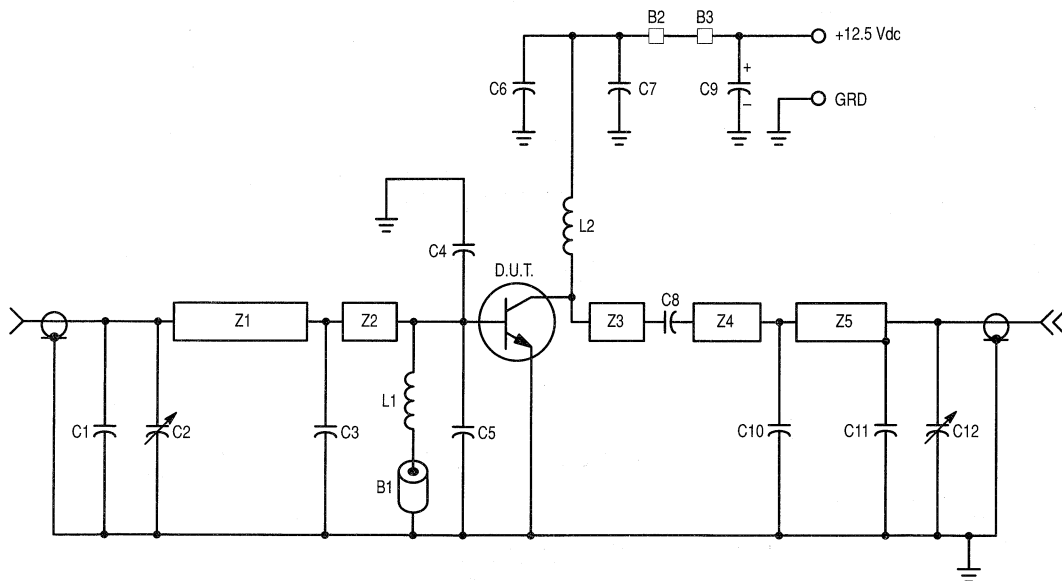 B2 B3
+12.5 Vdc
+
C6 C7 C9
–
GRD
L2
C4
D.U.T.
C8
Z1 Z2 Z3 Z4 Z5
L1
C1 C2 C3 C5 C10 C11 C12
B1